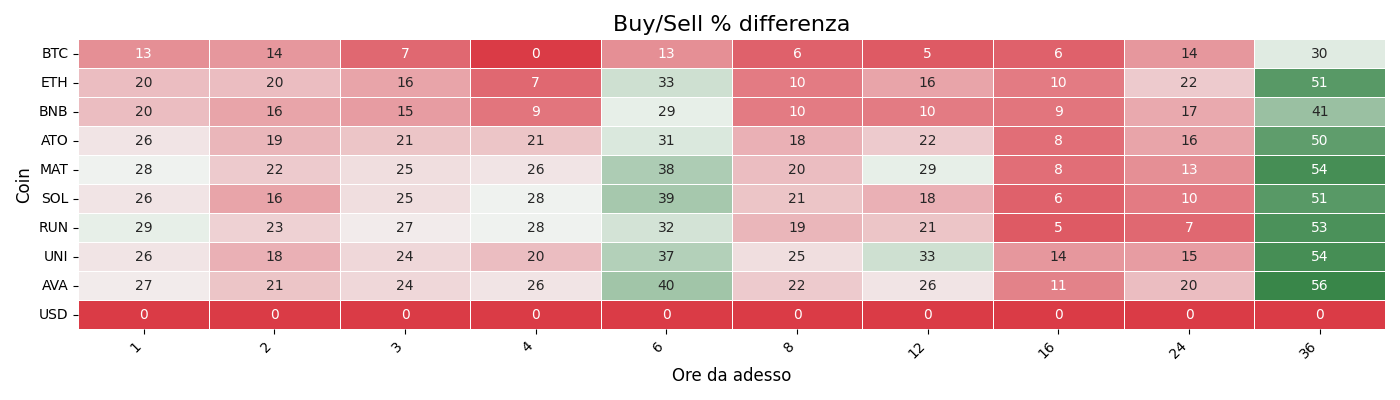 Buy/Sell % differenza
Coin
BTC 13 14 7 0 13 6 5 6 14 30
ETH 20 20 16 7 33 10 16 10 22 51
BNB 20 16 15 9 29 10 10 9 17 41
ATO 26 19 21 21 31 18 22 8 16 50
MAT 28 22 25 26 38 20 29 8 13 54
SOL 26 16 25 28 39 21 18 6 10 51
RUN 29 23 27 28 32 19 21 5 7 53
UNI 26 18 24 20 37 25 33 14 15 54
AVA 27 21 24 26 40 22 26 11 20 56
USD 0 0 0 0 0 0 0 0 0 0
1 2 3 4 6 8 12 16 24 36
Ore da adesso